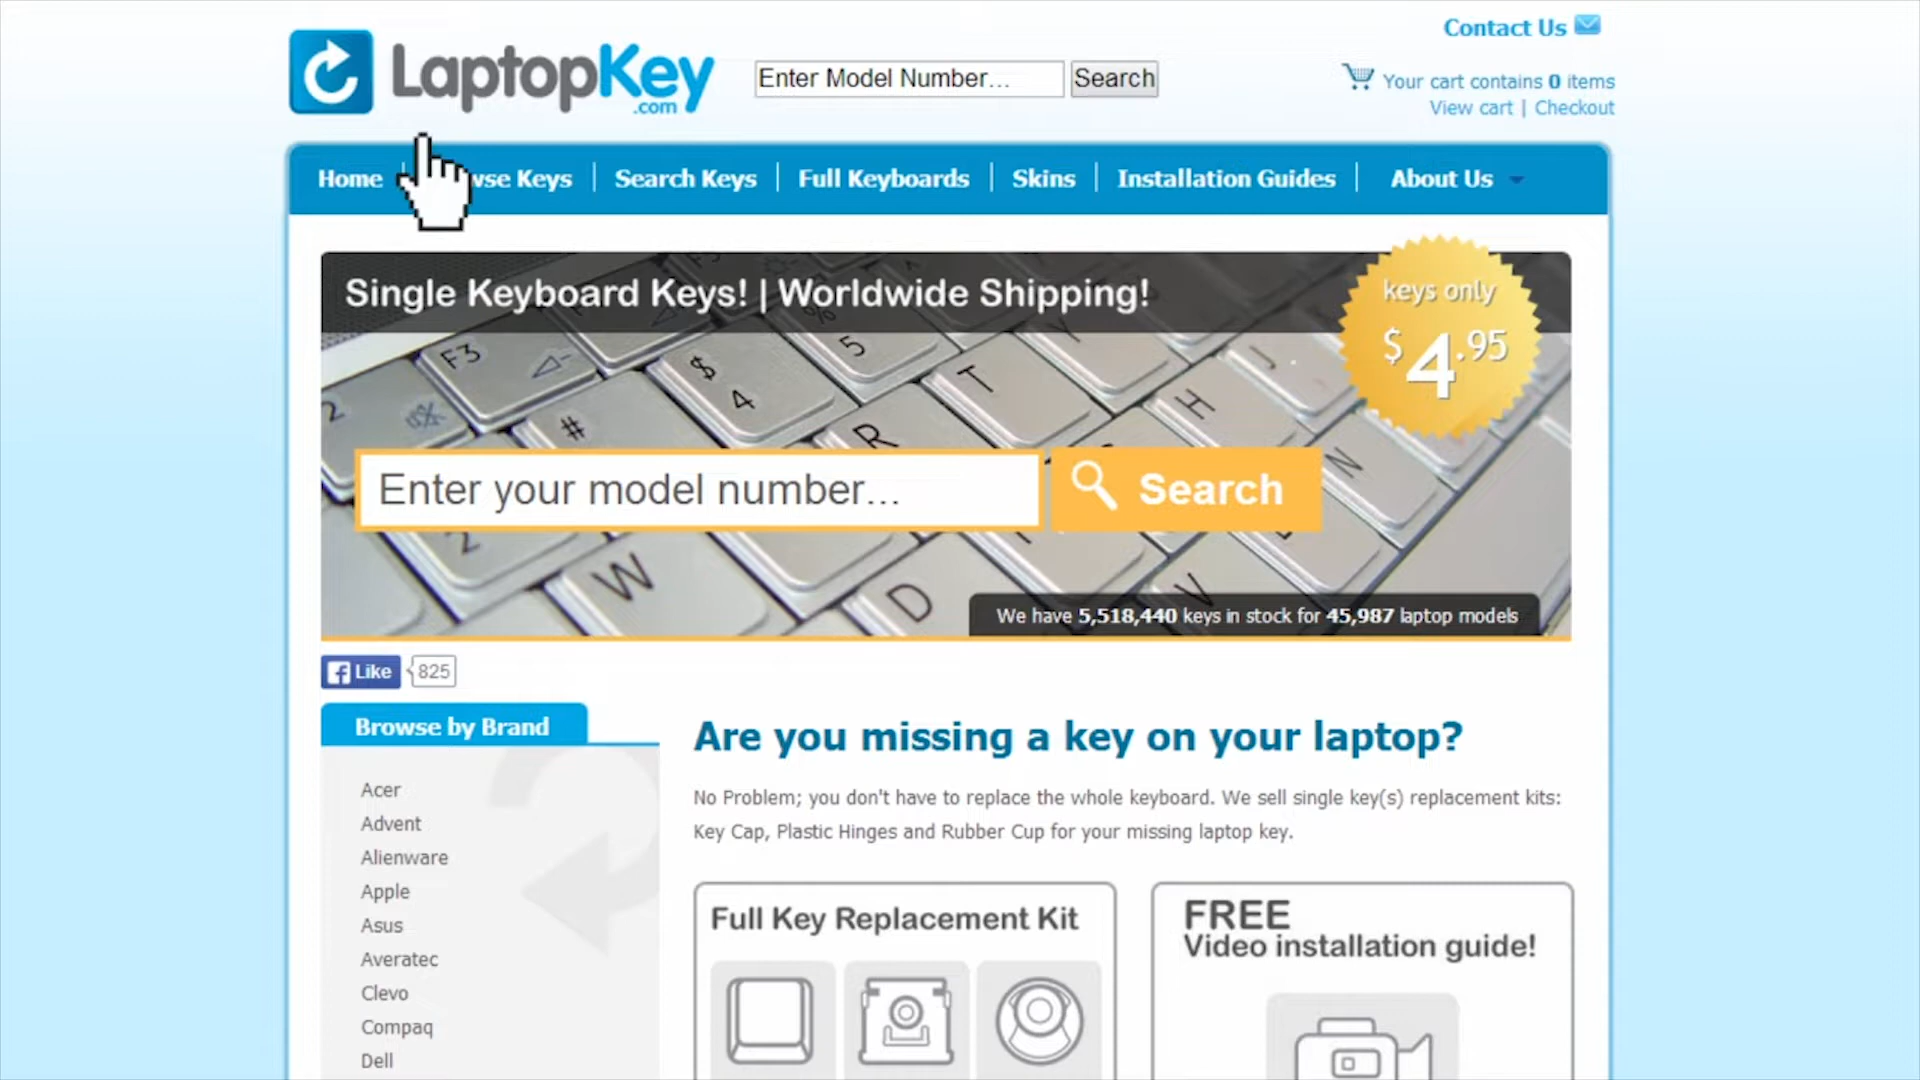 Contact Us
LaptopKey
.com
Enter Model Number...
Search
Your cart contains 0 items
View cart | Checkout
Home
wse Keys
Search Keys
Full Keyboards
Skins
Installation Guides
About Us
Single Keyboard Keys! | Worldwide Shipping!
keys only
$4.95
F3
$
4
5
T
2
#
R
H
N
Enter your model number...
Search
2
W
D
V
We have 5,518,440 keys in stock for 45,987 laptop models
Like
825
Browse by Brand
Acer
Advent
Alienware
Apple
Asus
Averatec
Clevo
Compaq
Dell
Are you missing a key on your laptop?
No Problem; you don't have to replace the whole keyboard. We sell single key(s) replacement kits:
Key Cap, Plastic Hinges and Rubber Cup for your missing laptop key.
Full Key Replacement Kit
FREE
Video installation guide!